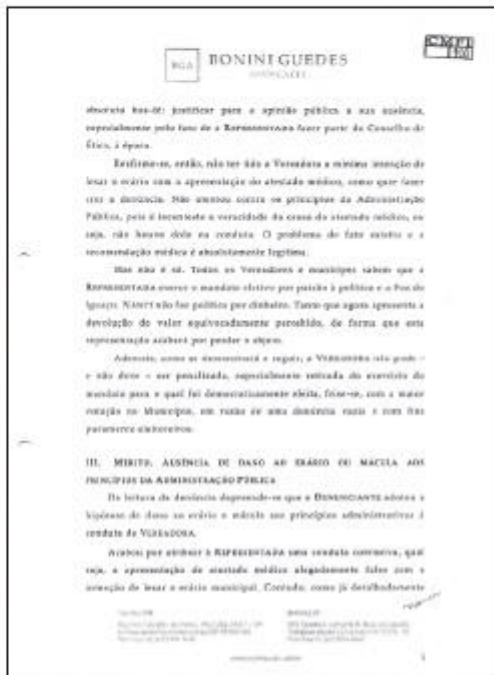 BGA BONINI GUEDES
ADVOCACIA
CMFI
absoluta boa-fé: justificar para a opinião pública a sua ausência,
especialmente pelo fato de a REPRESENTADA fazer parte do Conselho de
Ética, à época.
Reafirme-se, então, não ter tido a Vereadora a mínima intenção de
lesar o erário com a apresentação do atestado médico, como quer fazer
crer a denúncia. Não atentou contra os princípios da Administração
Pública, pois é inconteste a veracidade da causa do atestado médico, ou
seja, não houve dolo na conduta. O problema de fato existiu e a
recomendação médica é absolutamente legítima.
Mas não é só. Todos os Vereadores e munícipes sabem que a
REPRESENTADA exerce o mandato eletivo por paixão à política e a Foz do
Iguaçu. NANCI não faz política por dinheiro. Tanto que agora apresenta a
devolução do valor equivocadamente percebido, de forma que esta
representação acabará por perder o objeto.
Ademais, como se demonstrará a seguir, a VEREADORA não pode –
e não deve – ser penalizada, especialmente retirada do exercício do
mandato para o qual foi democraticamente eleita, frise-se, com a maior
votação no Município, em razão de uma denúncia vazia e com fins
puramente eleitoreiros.
III. MÉRITO. AUSÊNCIA DE DANO AO ERÁRIO OU MÁCULA AOS
PRINCÍPIOS DA ADMINISTRAÇÃO PÚBLICA
Da leitura da denúncia depreende-se que o DENUNCIANTE adotou a
hipótese de dano ao erário e mácula aos princípios administrativos à
conduta da VEREADORA.
Acabou por atribuir à REPRESENTADA uma conduta comissiva, qual
seja, a apresentação de atestado médico alegadamente falso com a
intenção de lesar o erário municipal. Contudo, como já detalhadamente